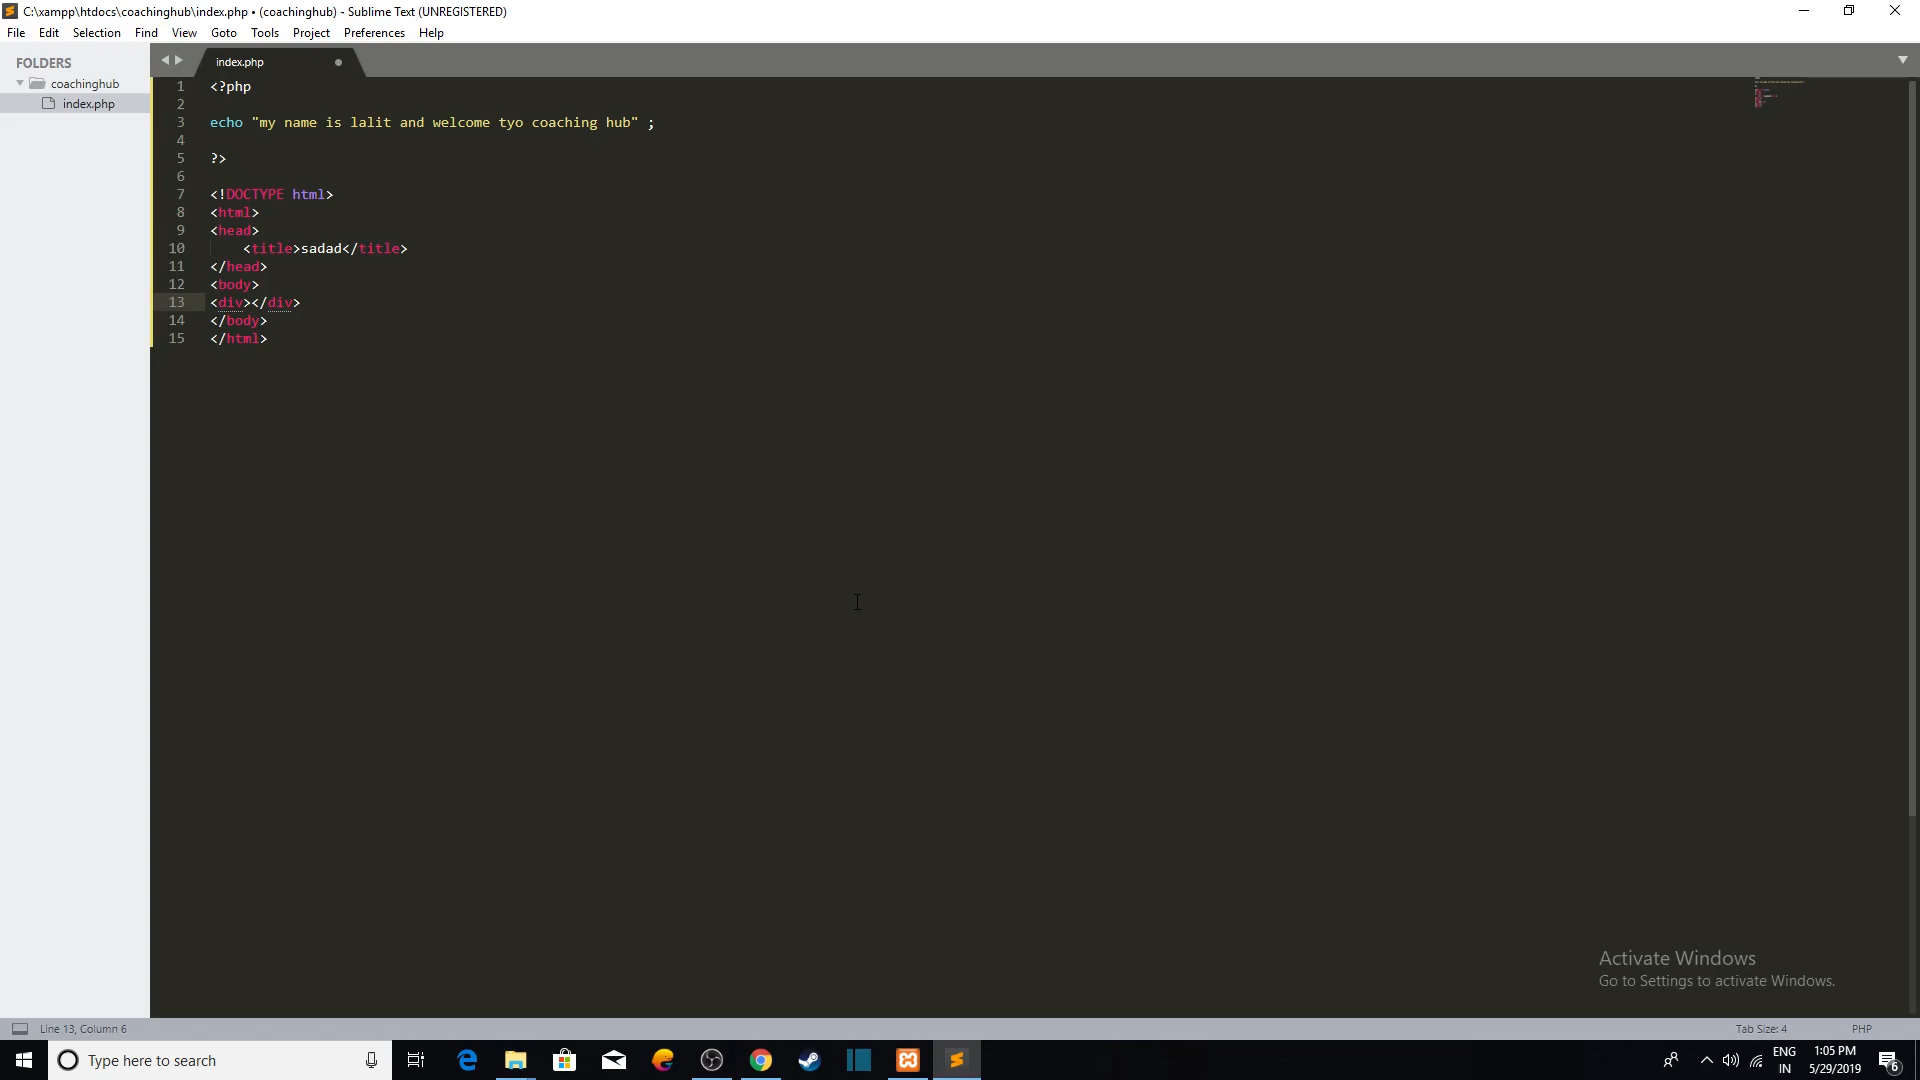 C:\xampp\htdocs\coachinghub\index.php • (coachinghub) - Sublime Text (UNREGISTERED)
File Edit Selection Find View Goto Tools Project Preferences Help
FOLDERS
coachinghub
index.php
index.php
1 <?php
2
3 echo "my name is lalit and welcome tyo coaching hub" ;
4
5 ?>
6
7 <!DOCTYPE html>
8 <html>
9 <head>
10 <title>sadad</title>
11 </head>
12 <body>
13 <div></div>
14 </body>
15 </html>
Activate Windows
Go to Settings to activate Windows.
Line 13, Column 6 Tab Size: 4 PHP
Type here to search
ENG
IN
1:05 PM
5/29/2019
6